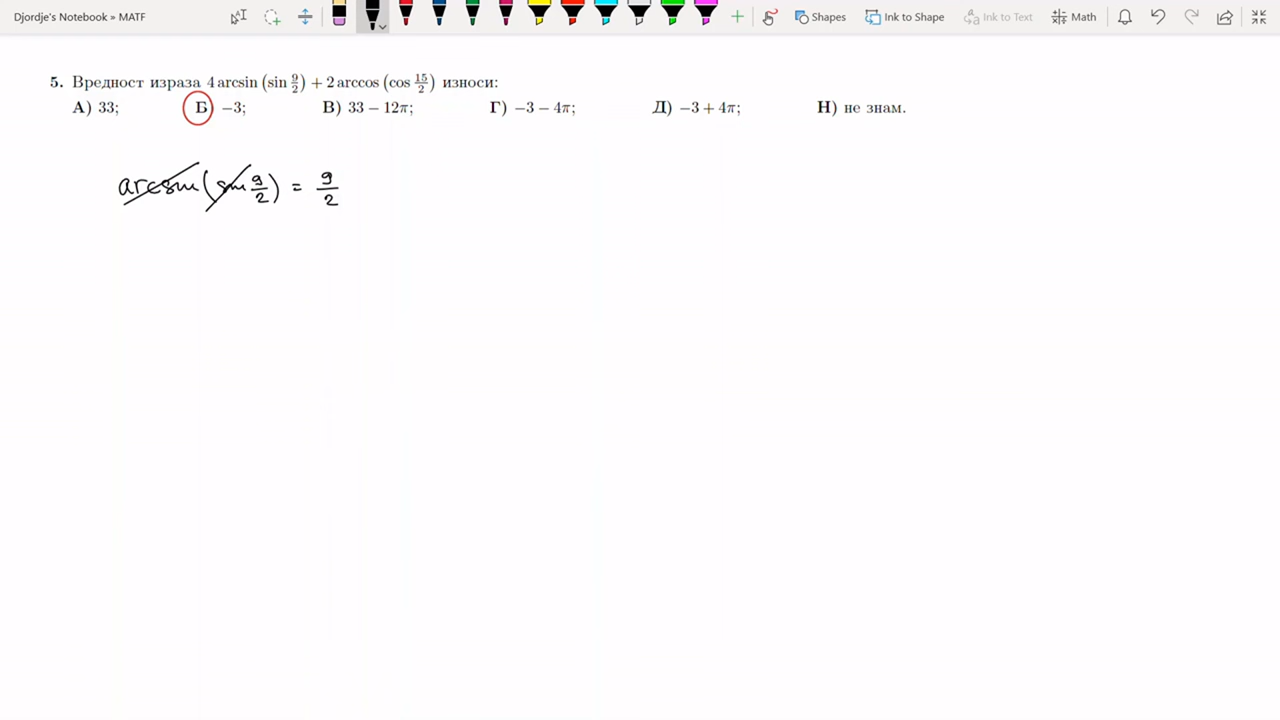 Djordje's Notebook » MATF
Shapes
Ink to Shape
Ink to Text
Math
5. Вредност израза 4 arcsin (sin 9/2) + 2 arccos (cos 15/2) износи:
А) 33; Б) −3; В) 33 − 12π; Г) −3 − 4π; Д) −3 + 4π; Н) не знам.
arcsin(sin 9/2) = 9/2